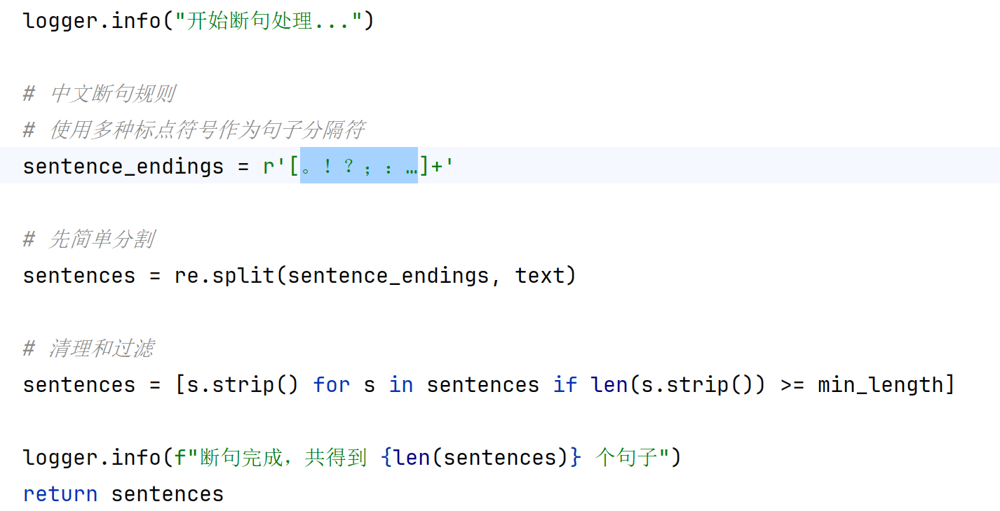 logger.info("开始断句处理...")
# 中文断句规则
# 使用多种标点符号作为句子分隔符
sentence_endings = r'[。！？；：…]+'
# 先简单分割
sentences = re.split(sentence_endings, text)
# 清理和过滤
sentences = [s.strip() for s in sentences if len(s.strip()) >= min_length]
logger.info(f"断句完成，共得到 {len(sentences)} 个句子")
return sentences